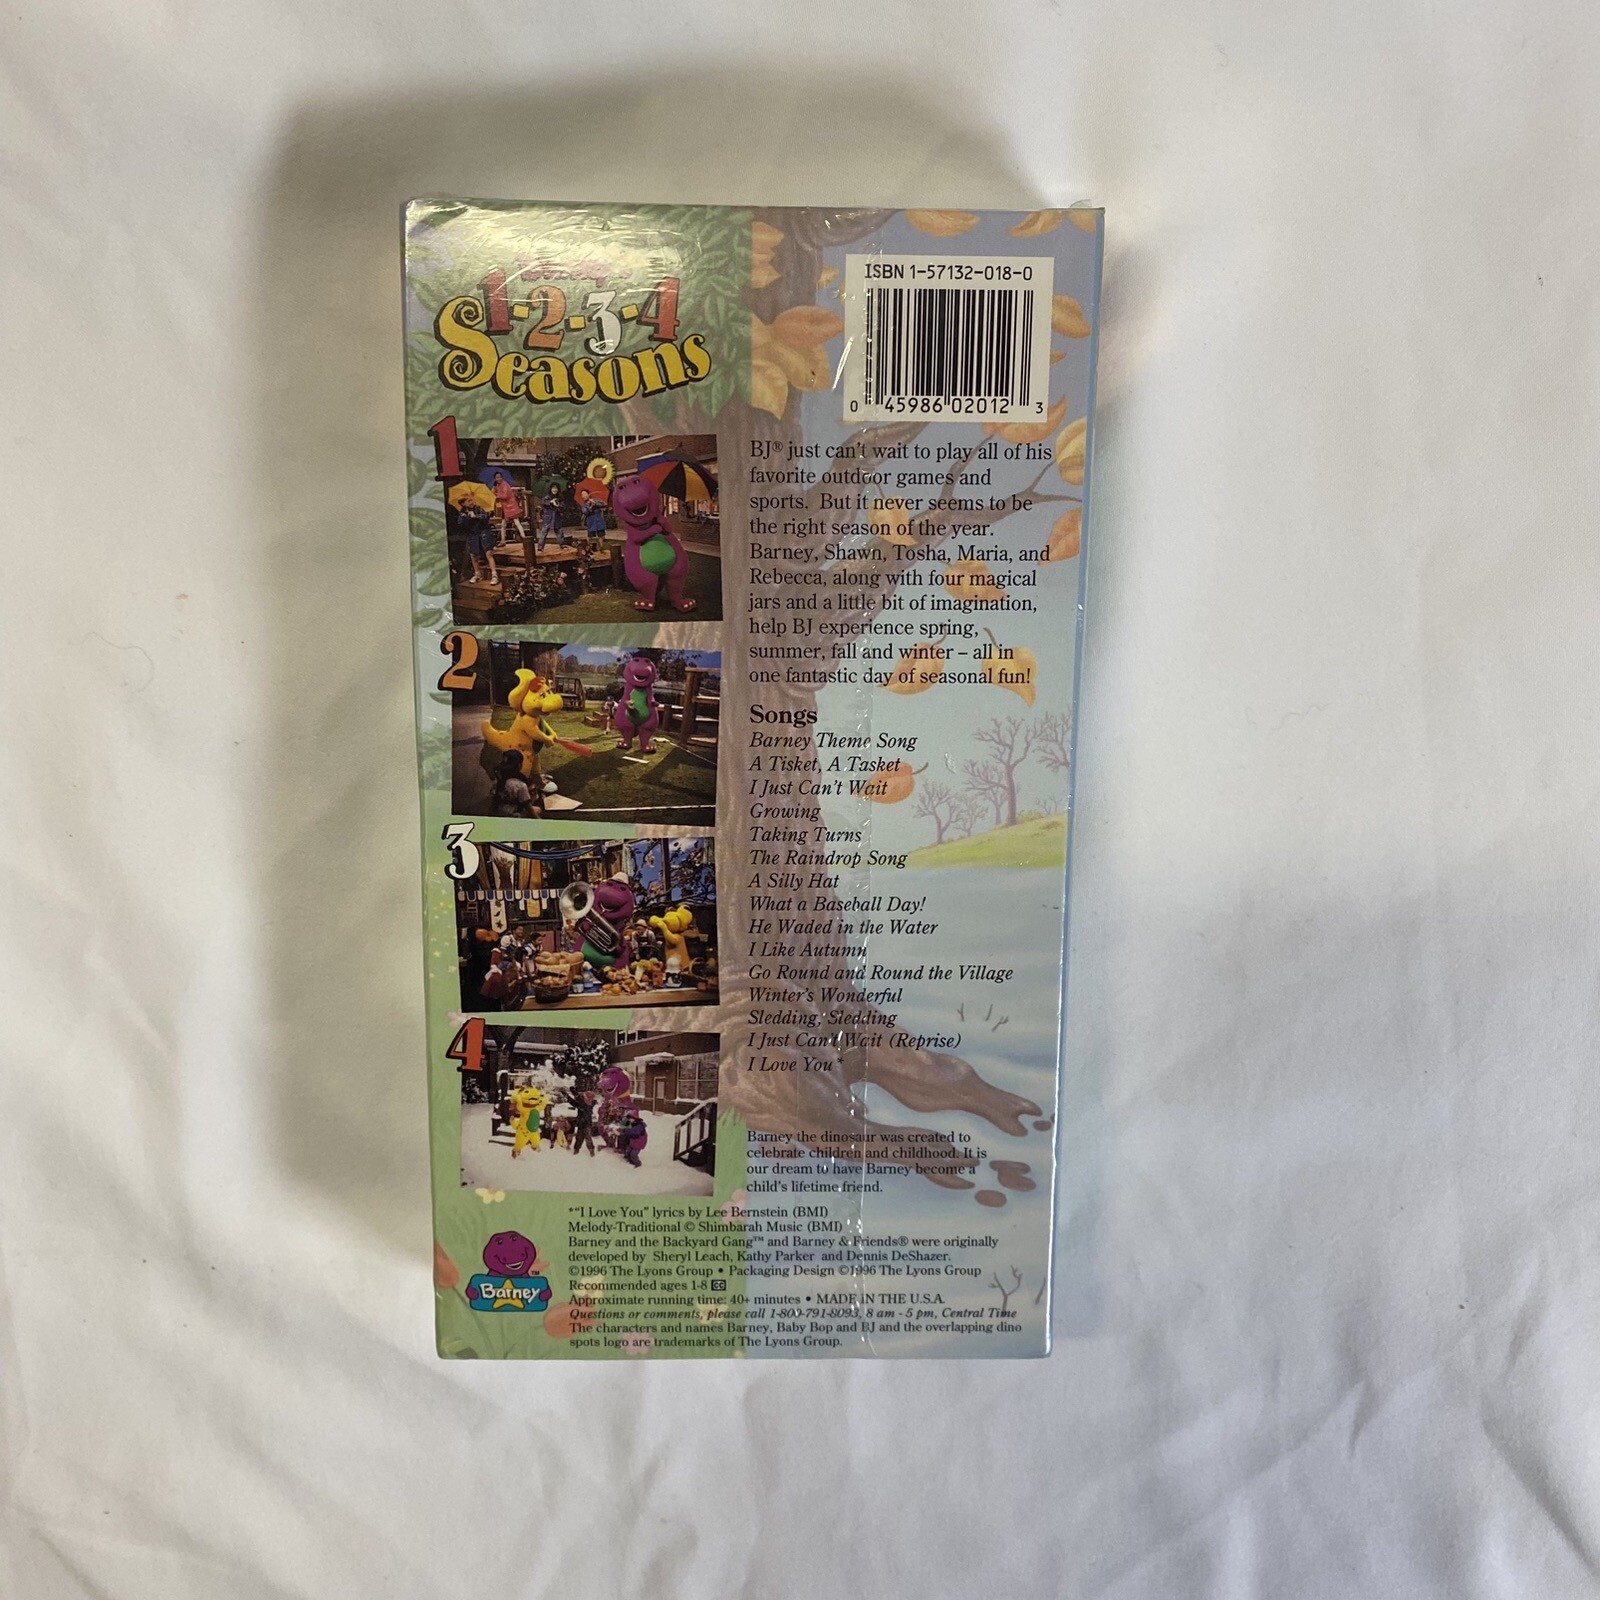 Barney's
1-2-3-4
Seasons
ISBN 1-57132-018-0
0 45986 02012 3
1
2
3
4
BJ® just can't wait to play all of his
favorite outdoor games and
sports. But it never seems to be
the right season of the year.
Barney, Shawn, Tosha, Maria, and
Rebecca, along with four magical
jars and a little bit of imagination,
help BJ experience spring,
summer, fall and winter – all in
one fantastic day of seasonal fun!
Songs
Barney Theme Song
A Tisket, A Tasket
I Just Can't Wait
Growing
Taking Turns
The Raindrop Song
A Silly Hat
What a Baseball Day!
He Waded in the Water
I Like Autumn
Go Round and Round the Village
Winter's Wonderful
Sledding, Sledding
I Just Can't Wait (Reprise)
I Love You*
Barney the dinosaur was created to
celebrate children and childhood. It is
our dream to have Barney become a
child's lifetime friend.
*"I Love You" lyrics by Lee Bernstein (BMI)
Melody-Traditional © Shimbarah Music (BMI)
Barney and the Backyard Gang™ and Barney & Friends® were originally
developed by Sheryl Leach, Kathy Parker and Dennis DeShazer.
©1996 The Lyons Group • Packaging Design ©1996 The Lyons Group
Recommended ages 1-8 CC
Approximate running time: 40+ minutes • MADE IN THE U.S.A.
Questions or comments, please call 1-800-791-8093, 8 am - 5 pm, Central Time
The characters and names Barney, Baby Bop and BJ and the overlapping dino
spots logo are trademarks of The Lyons Group.
Barney™